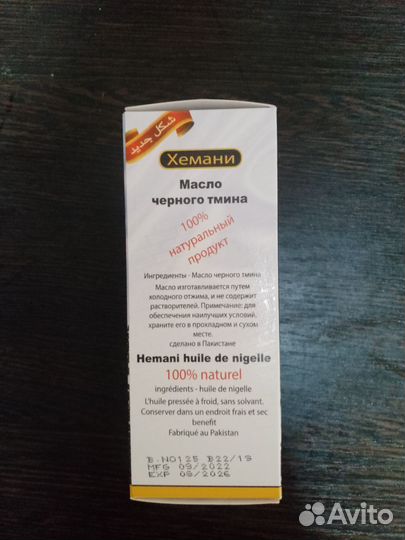 شكل جديد
Хемани
Масло
черного тмина
100%
натуральный
продукт
Ингредиенты - Масло черного тмина
Масло изготавливается путем
холодного отжима, и не содержит
растворителей. Примечание: для
обеспечения наилучших условий.
храните его в прохладном и сухом
месте.
сделано в Пакистане
Hemani huile de nigelle
100% naturel
ingrédients - huile de nigelle
L'huile pressée à froid, sans solvant.
Conserver dans un endroit frais et sec
benefit
Fabriqué au Pakistan
B.NO125 B22/13
MFG 09/2022
EXP 08/2026
Avito